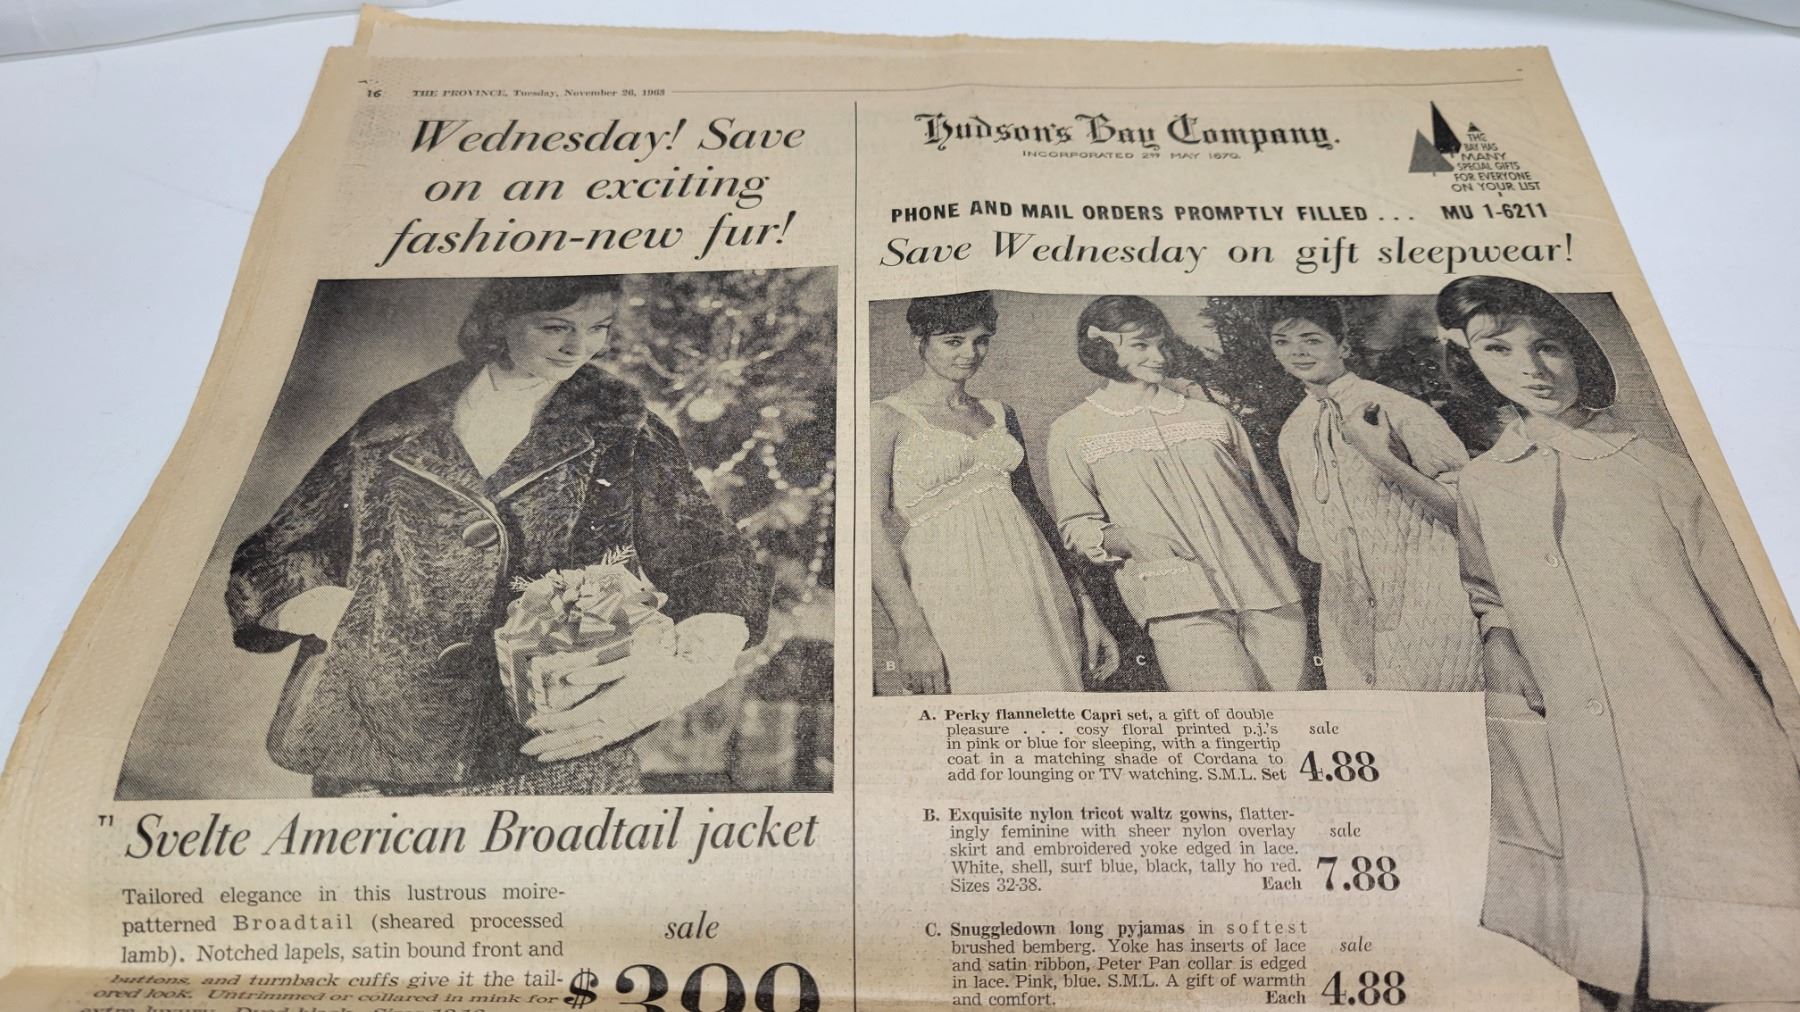 16 THE PROVINCE, Tuesday, November 26, 1963
Wednesday! Save
on an exciting
fashion-new fur!
Svelte American Broadtail jacket
Tailored elegance in this lustrous moire-
patterned Broadtail (sheared processed
lamb). Notched lapels, satin bound front and
buttons, and turnback cuffs give it the tail-
ored look. Untrimmed or collared in mink for
sale
$399
Hudson's Bay Company.
INCORPORATED 2ND MAY 1670.
THE
BAY HAS
MANY
SPECIAL GIFTS
FOR EVERYONE
ON YOUR LIST
PHONE AND MAIL ORDERS PROMPTLY FILLED . . . MU 1-6211
Save Wednesday on gift sleepwear!
B
C
D
A. Perky flannelette Capri set, a gift of double
pleasure . . . cosy floral printed p.j.'s
in pink or blue for sleeping, with a fingertip
coat in a matching shade of Cordana to
add for lounging or TV watching. S.M.L. Set
sale
4.88
B. Exquisite nylon tricot waltz gowns, flatter-
ingly feminine with sheer nylon overlay
skirt and embroidered yoke edged in lace.
White, shell, surf blue, black, tally ho red.
Sizes 32-38. Each
sale
7.88
C. Snuggledown long pyjamas in softest
brushed bemberg. Yoke has inserts of lace
and satin ribbon, Peter Pan collar is edged
in lace. Pink, blue. S.M.L. A gift of warmth
and comfort. Each
sale
4.88